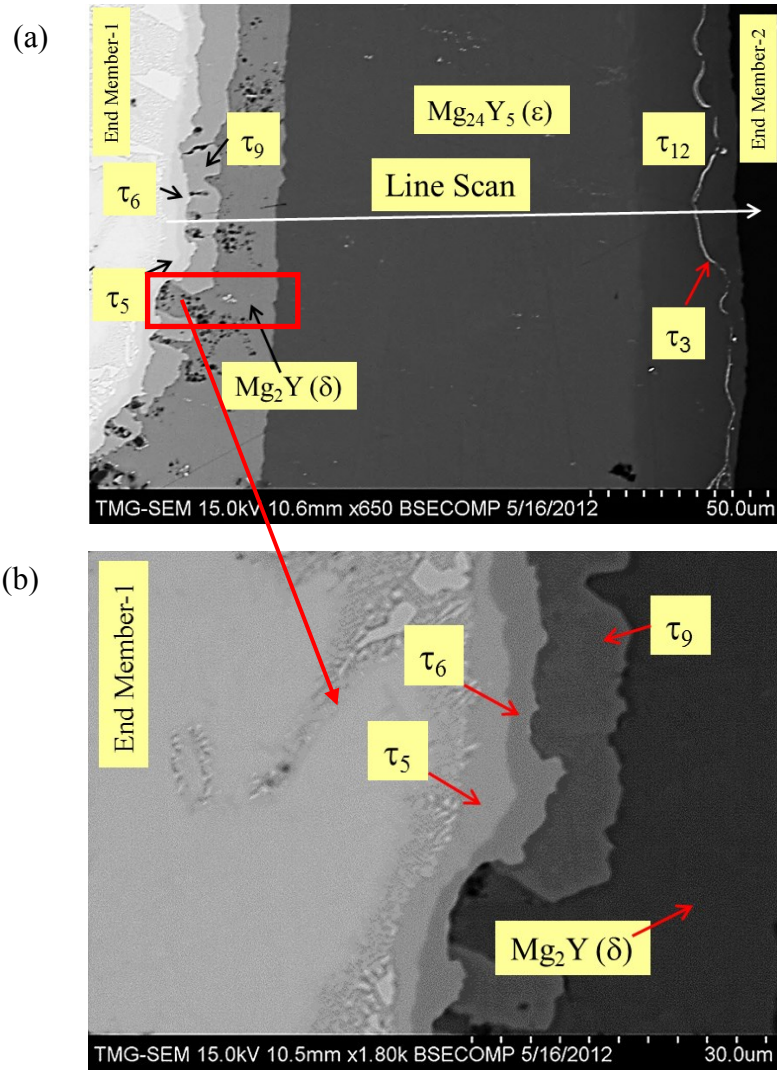 (a)
End Member-1
Mg₂₄Y₅ (ε)
End Member-2
τ₉
τ₁₂
τ₆
Line Scan
τ₅
τ₃
Mg₂Y (δ)
TMG-SEM 15.0kV 10.6mm x650 BSECOMP 5/16/2012 50.0um
(b)
End Member-1
τ₉
τ₆
τ₅
Mg₂Y (δ)
TMG-SEM 15.0kV 10.5mm x1.80k BSECOMP 5/16/2012 30.0um